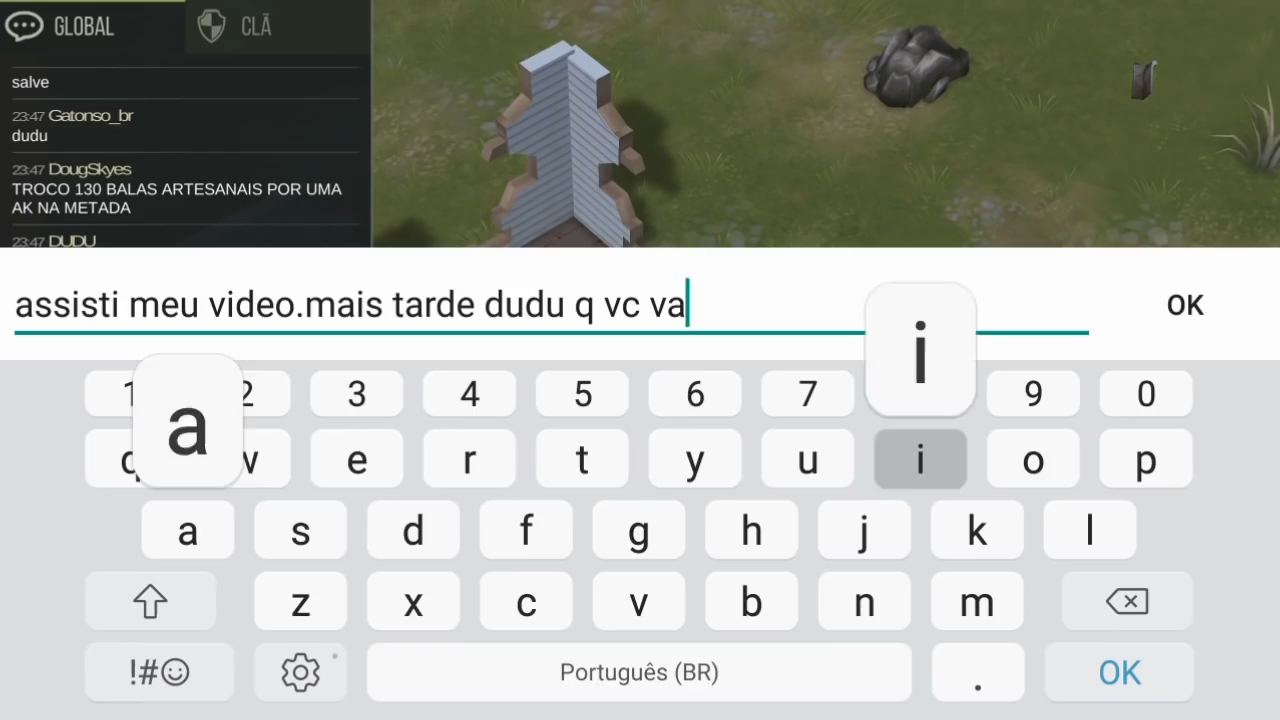 GLOBAL
CLÃ
salve
23:47 Gatonso_br
dudu
23:47 DougSkyes
TROCO 130 BALAS ARTESANAIS POR UMA
AK NA METADA
23:47 DUDU
assisti meu video.mais tarde dudu q vc va
OK
i
a
1 2 3 4 5 6 7 9 0
q w e r t y u i o p
a s d f g h j k l
z x c v b n m
!#☺ Português (BR) . OK